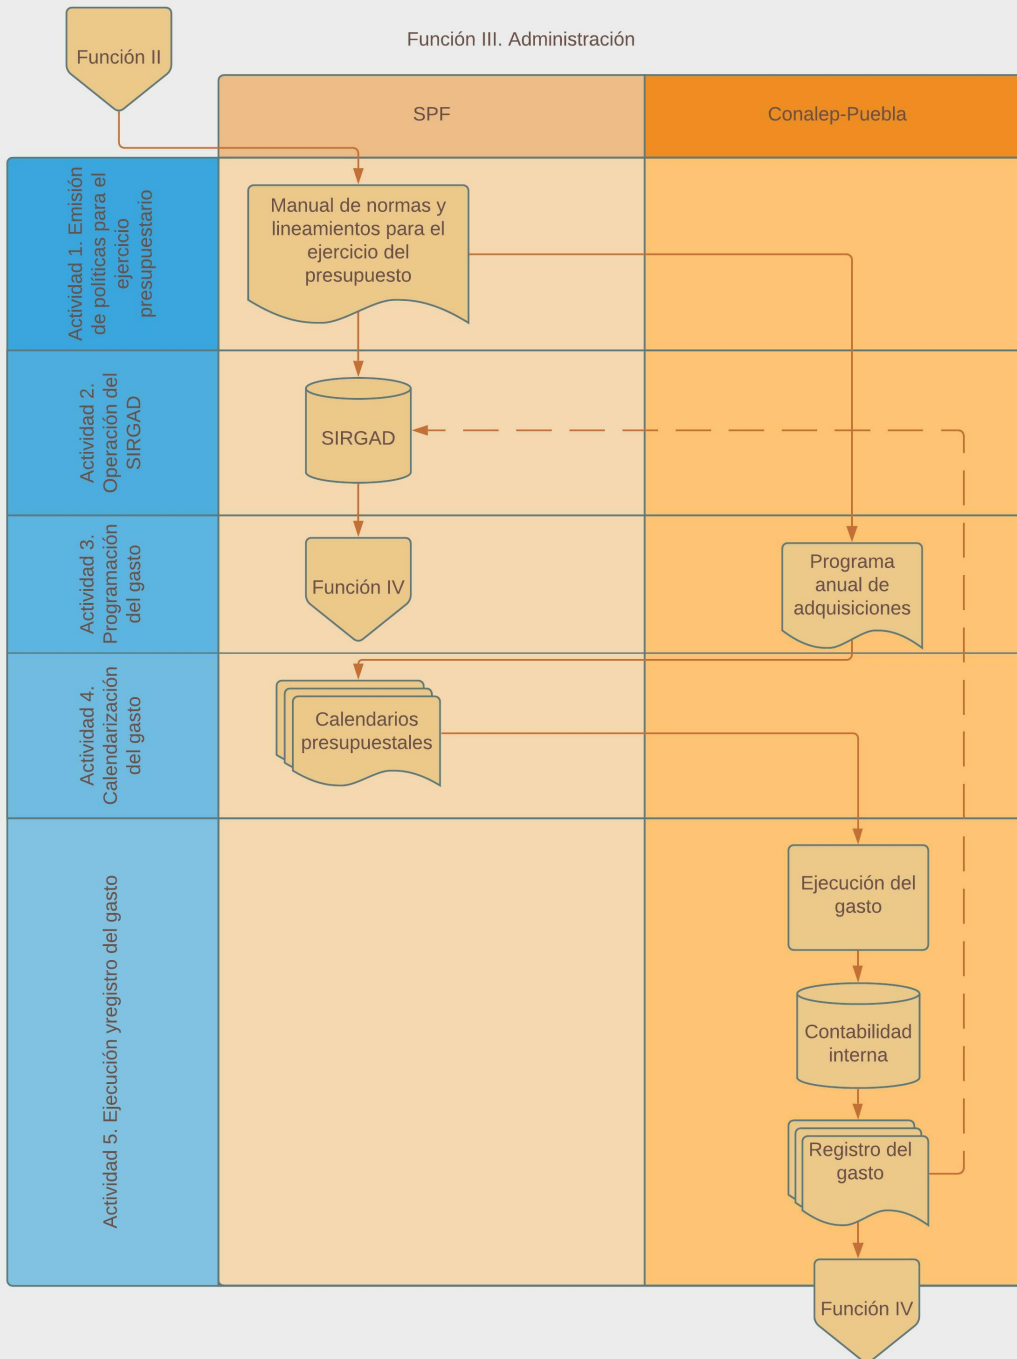 Función II
Función III. Administración
SPF
Conalep-Puebla
Actividad 1. Emisión
de políticas para el
ejercicio
presupuestario
Manual de normas y
lineamientos para el
ejercicio del
presupuesto
Actividad 2.
Operación del
SIRGAD
SIRGAD
Actividad 3.
Programación
del gasto
Función IV
Programa
anual de
adquisiciones
Actividad 4.
Calendarización
del gasto
Calendarios
presupuestales
Actividad 5. Ejecución yregistro del gasto
Ejecución del
gasto
Contabilidad
interna
Registro del
gasto
Función IV